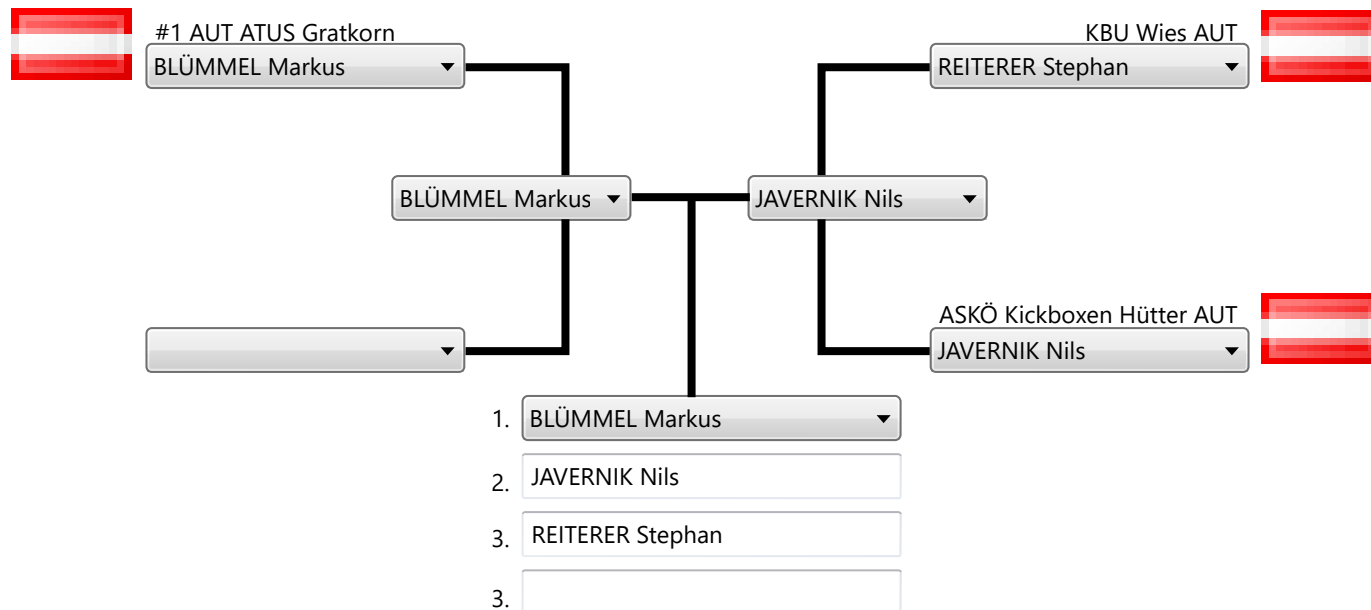 #1 AUT ATUS Gratkorn
BLÜMMEL Markus
KBU Wies AUT
REITERER Stephan
BLÜMMEL Markus
JAVERNIK Nils
ASKÖ Kickboxen Hütter AUT
JAVERNIK Nils
1. BLÜMMEL Markus
2. JAVERNIK Nils
3. REITERER Stephan
3.